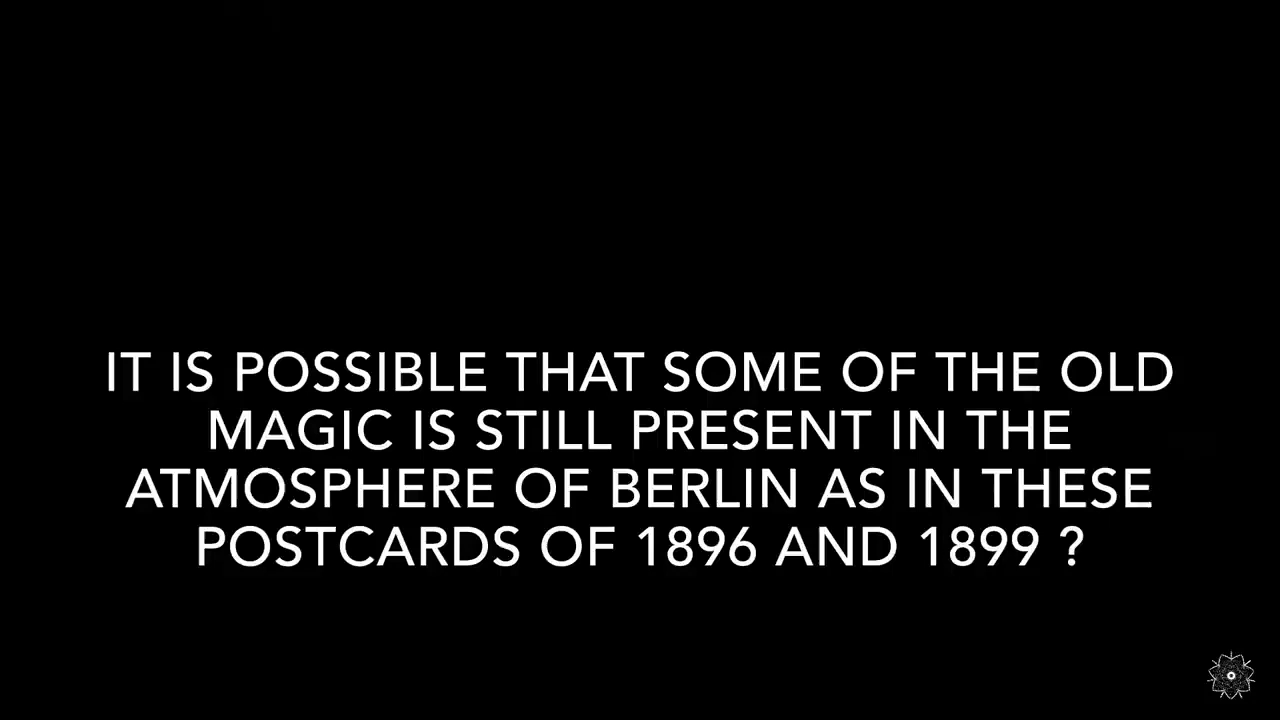 IT IS POSSIBLE THAT SOME OF THE OLD
MAGIC IS STILL PRESENT IN THE
ATMOSPHERE OF BERLIN AS IN THESE
POSTCARDS OF 1896 AND 1899 ?